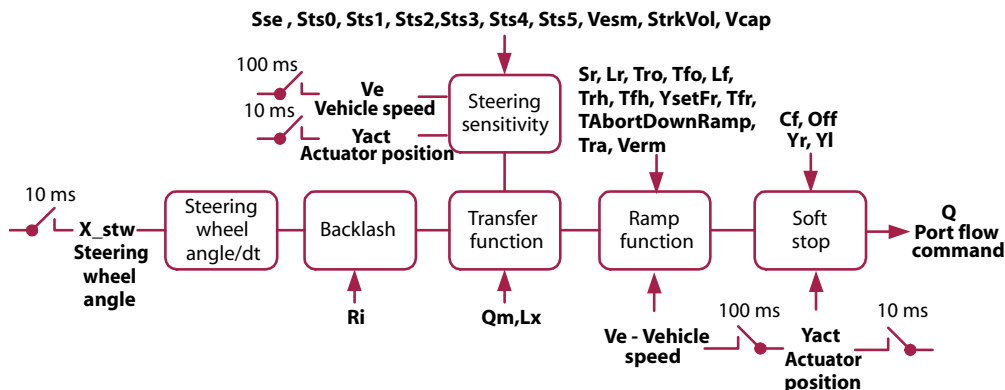 Sse , Sts0, Sts1, Sts2,Sts3, Sts4, Sts5, Vesm, StrkVol, Vcap
100 ms
Ve
Vehicle speed
10 ms
Yact
Actuator position
Steering
sensitivity
Sr, Lr, Tro, Tfo, Lf,
Trh, Tfh, YsetFr, Tfr,
TAbortDownRamp,
Tra, Verm
Cf, Off
Yr, Yl
10 ms
X_stw
Steering
wheel
angle
Steering
wheel
angle/dt
Backlash
Transfer
function
Ramp
function
Soft
stop
Q
Port flow
command
Ri
Qm,Lx
Ve - Vehicle
speed
100 ms
Yact
Actuator
position
10 ms